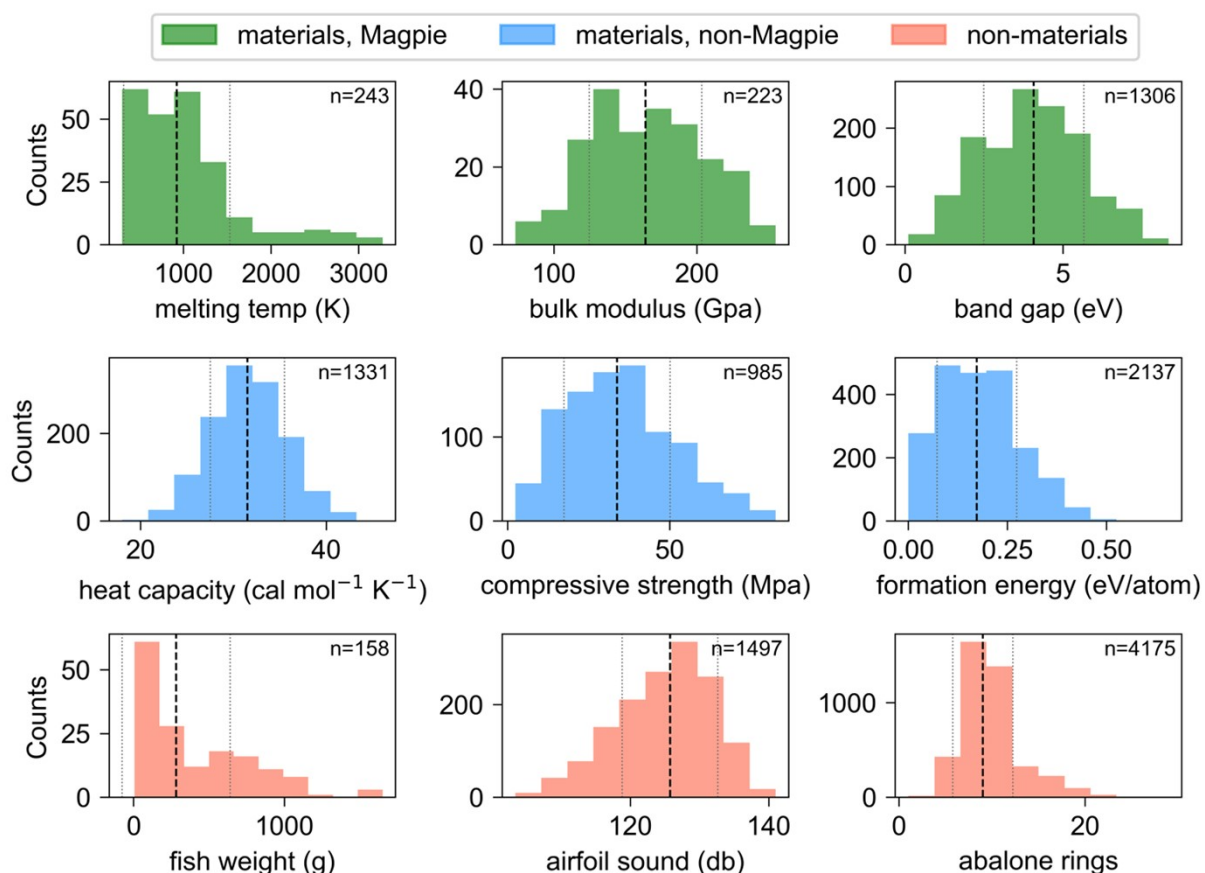 materials, Magpie materials, non-Magpie non-materials
n=243 n=223 n=1306
Counts
50
25
0
1000 2000 3000
melting temp (K)
40
20
0
100 200
bulk modulus (Gpa)
200
100
0
0 5
band gap (eV)
n=1331 n=985 n=2137
Counts
200
0
20 40
heat capacity (cal mol⁻¹ K⁻¹)
100
0
0 50
compressive strength (Mpa)
400
200
0
0.00 0.25 0.50
formation energy (eV/atom)
n=158 n=1497 n=4175
Counts
50
25
0
0 1000
fish weight (g)
200
0
120 140
airfoil sound (db)
1000
0
0 20
abalone rings